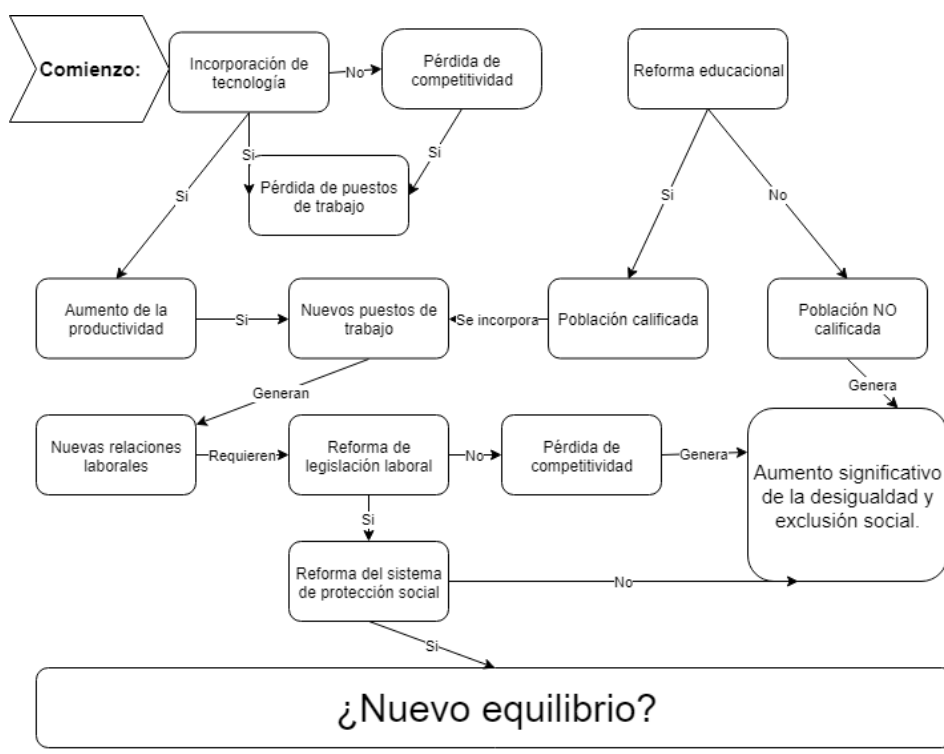 Comienzo:
Incorporación de
tecnología
No
Pérdida de
competitividad
Reforma educacional
Si
Si
Si
Pérdida de puestos
de trabajo
Si
No
Aumento de la
productividad
Si
Nuevos puestos de
trabajo
Se incorpora
Población calificada
Población NO
calificada
Generan
Genera
Nuevas relaciones
laborales
Requieren
Reforma de
legislación laboral
No
Pérdida de
competitividad
Genera
Aumento significativo
de la desigualdad y
exclusión social.
Si
Reforma del sistema
de protección social
No
Si
¿Nuevo equilibrio?